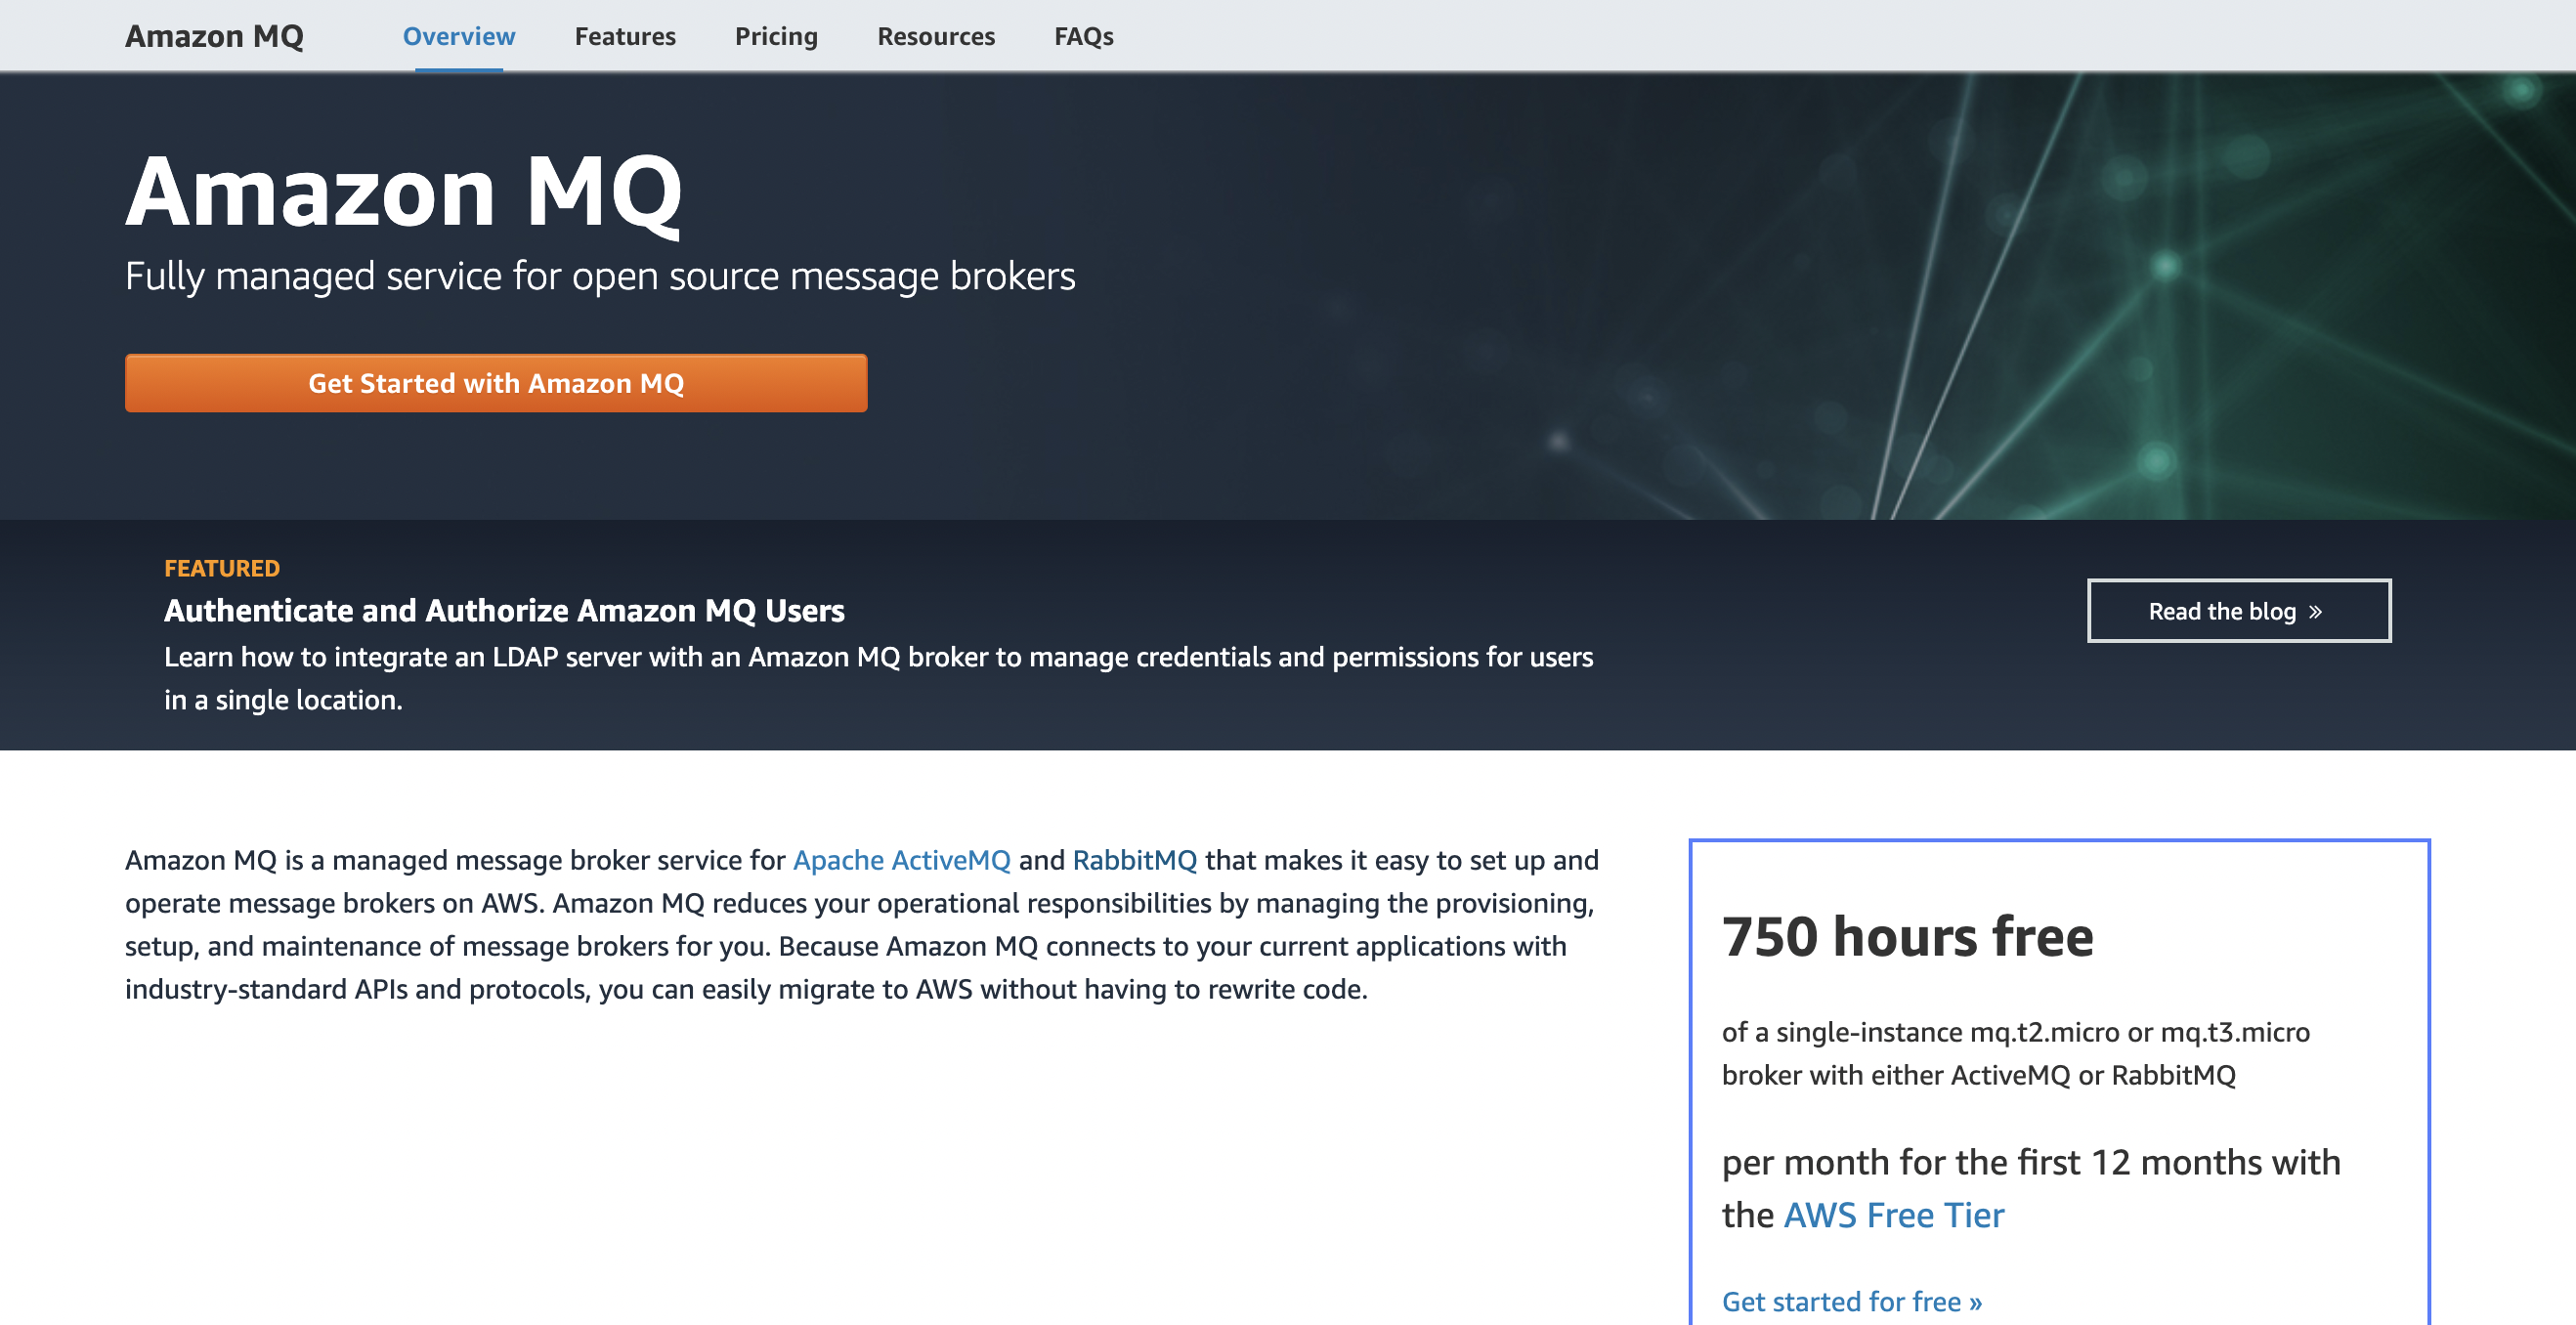 Amazon MQ Overview Features Pricing Resources FAQs
Amazon MQ
Fully managed service for open source message brokers
Get Started with Amazon MQ
FEATURED
Authenticate and Authorize Amazon MQ Users
Learn how to integrate an LDAP server with an Amazon MQ broker to manage credentials and permissions for users
in a single location.
Read the blog »
Amazon MQ is a managed message broker service for Apache ActiveMQ and RabbitMQ that makes it easy to set up and
operate message brokers on AWS. Amazon MQ reduces your operational responsibilities by managing the provisioning,
setup, and maintenance of message brokers for you. Because Amazon MQ connects to your current applications with
industry-standard APIs and protocols, you can easily migrate to AWS without having to rewrite code.
750 hours free
of a single-instance mq.t2.micro or mq.t3.micro
broker with either ActiveMQ or RabbitMQ
per month for the first 12 months with
the AWS Free Tier
Get started for free »